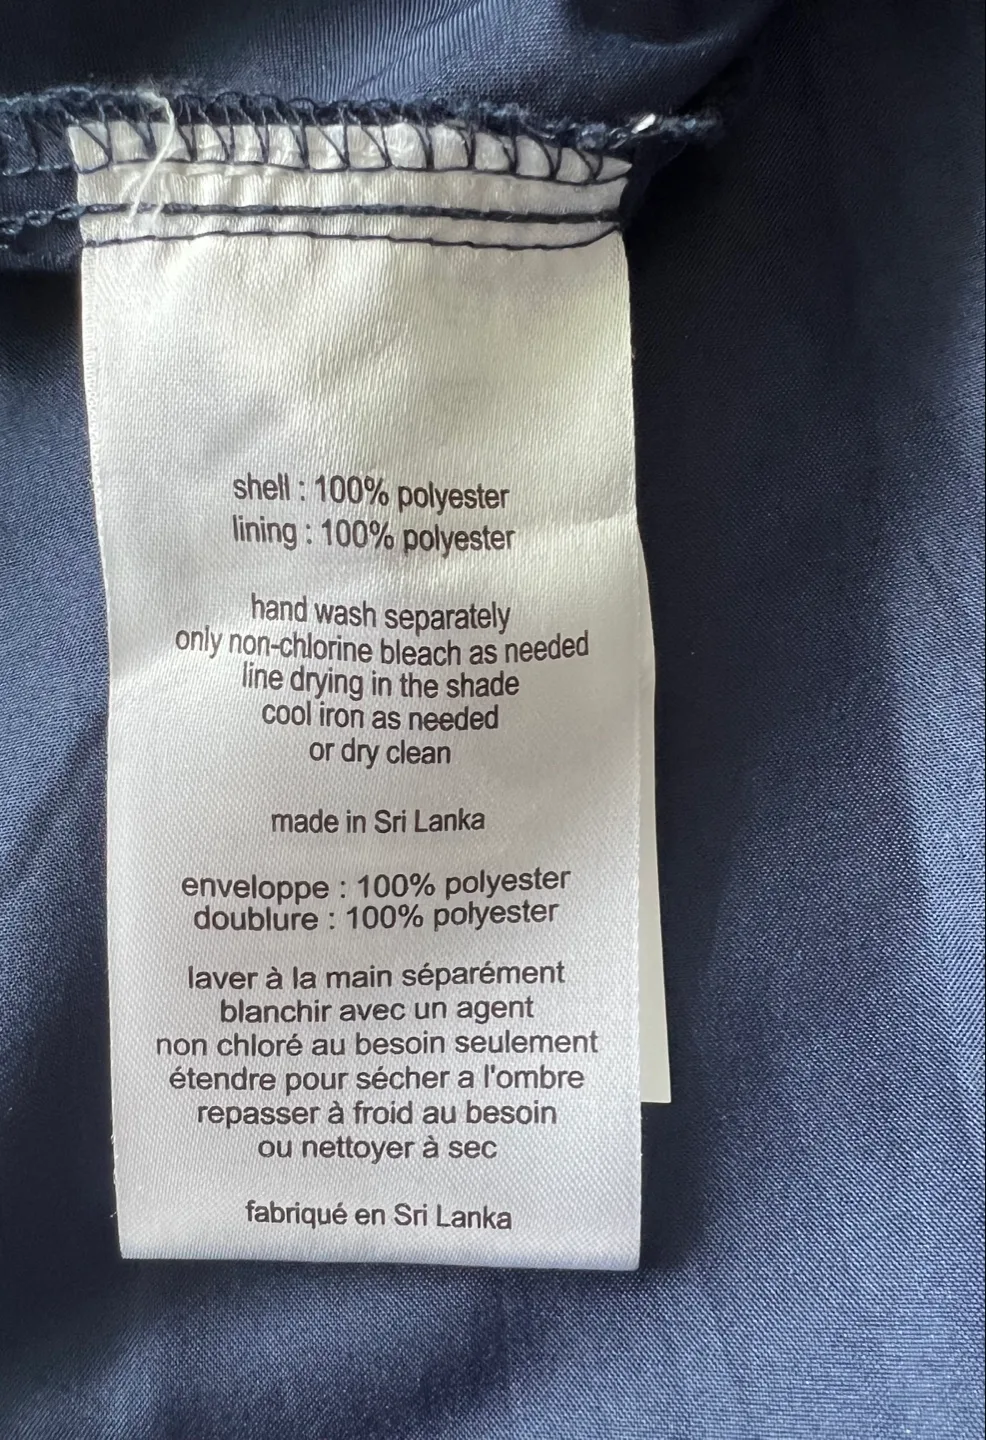 shell : 100% polyester
lining : 100% polyester
hand wash separately
only non-chlorine bleach as needed
line drying in the shade
cool iron as needed
or dry clean
made in Sri Lanka
enveloppe : 100% polyester
doublure : 100% polyester
laver à la main séparément
blanchir avec un agent
non chloré au besoin seulement
étendre pour sécher a l'ombre
repasser à froid au besoin
ou nettoyer à sec
fabriqué en Sri Lanka